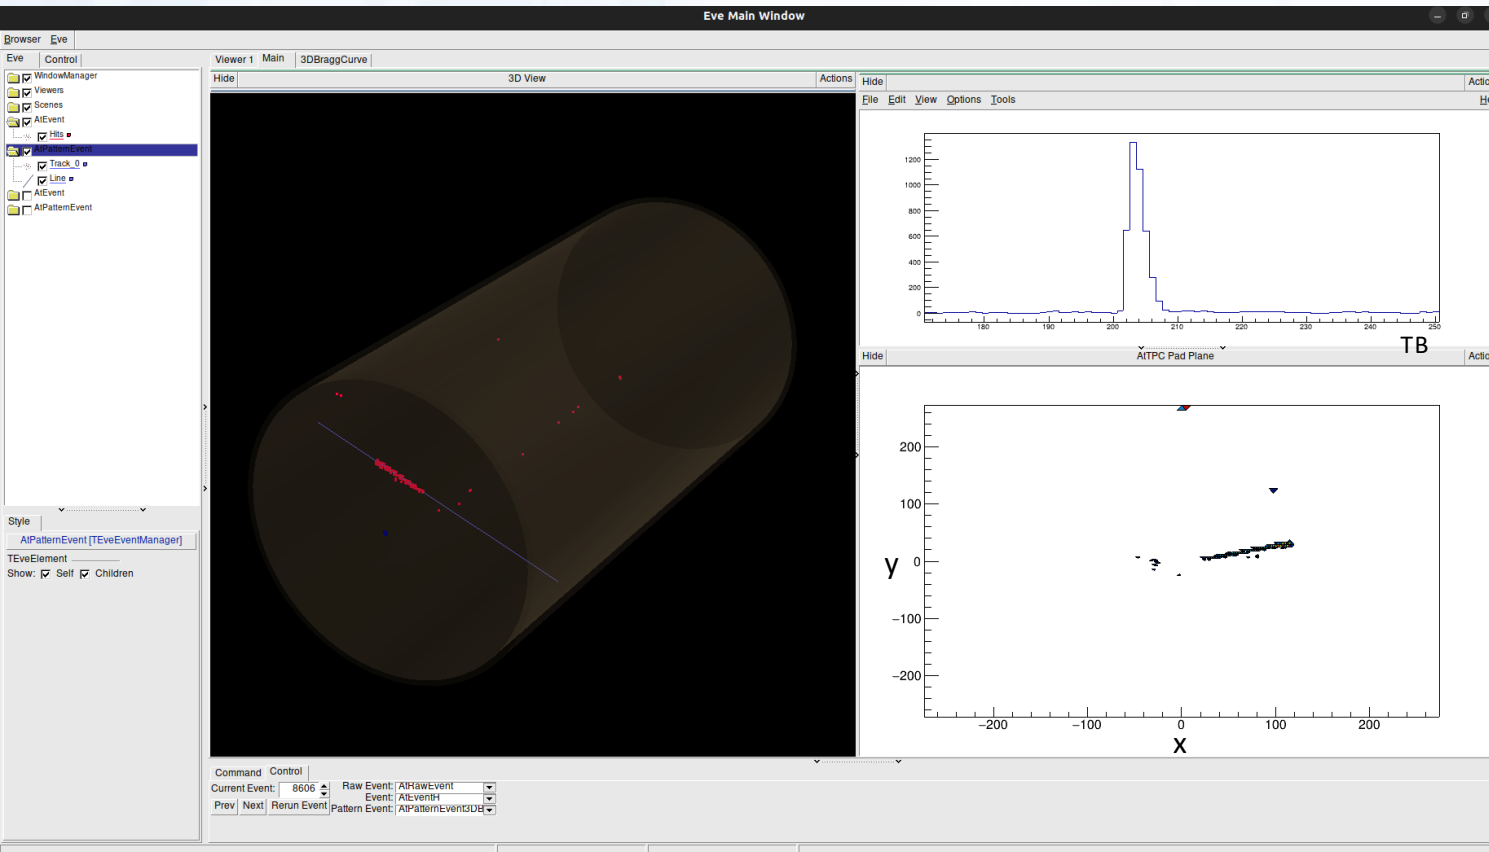 Eve Main Window
Browser Eve
Eve Control
WindowManager
Viewers
Scenes
AtEvent
Hits
AtPatternEvent
Track_0
Line
AtEvent
AtPatternEvent
Style
AtPatternEvent [TEveEventManager]
TEveElement
Show: Self Children
Viewer 1 Main 3DBraggCurve
Hide 3D View Actions
Hide Actio
File Edit View Options Tools He
1200
1000
800
600
400
200
0
180 190 200 210 220 230 240 250
TB
Hide AtTPC Pad Plane Actio
200
100
0
−100
−200
y
−200 −100 0 100 200
x
Command Control
Current Event: 8606
Prev Next Rerun Event
Raw Event: AtRawEvent
Event: AtEventH
Pattern Event: AtPatternEvent3DB